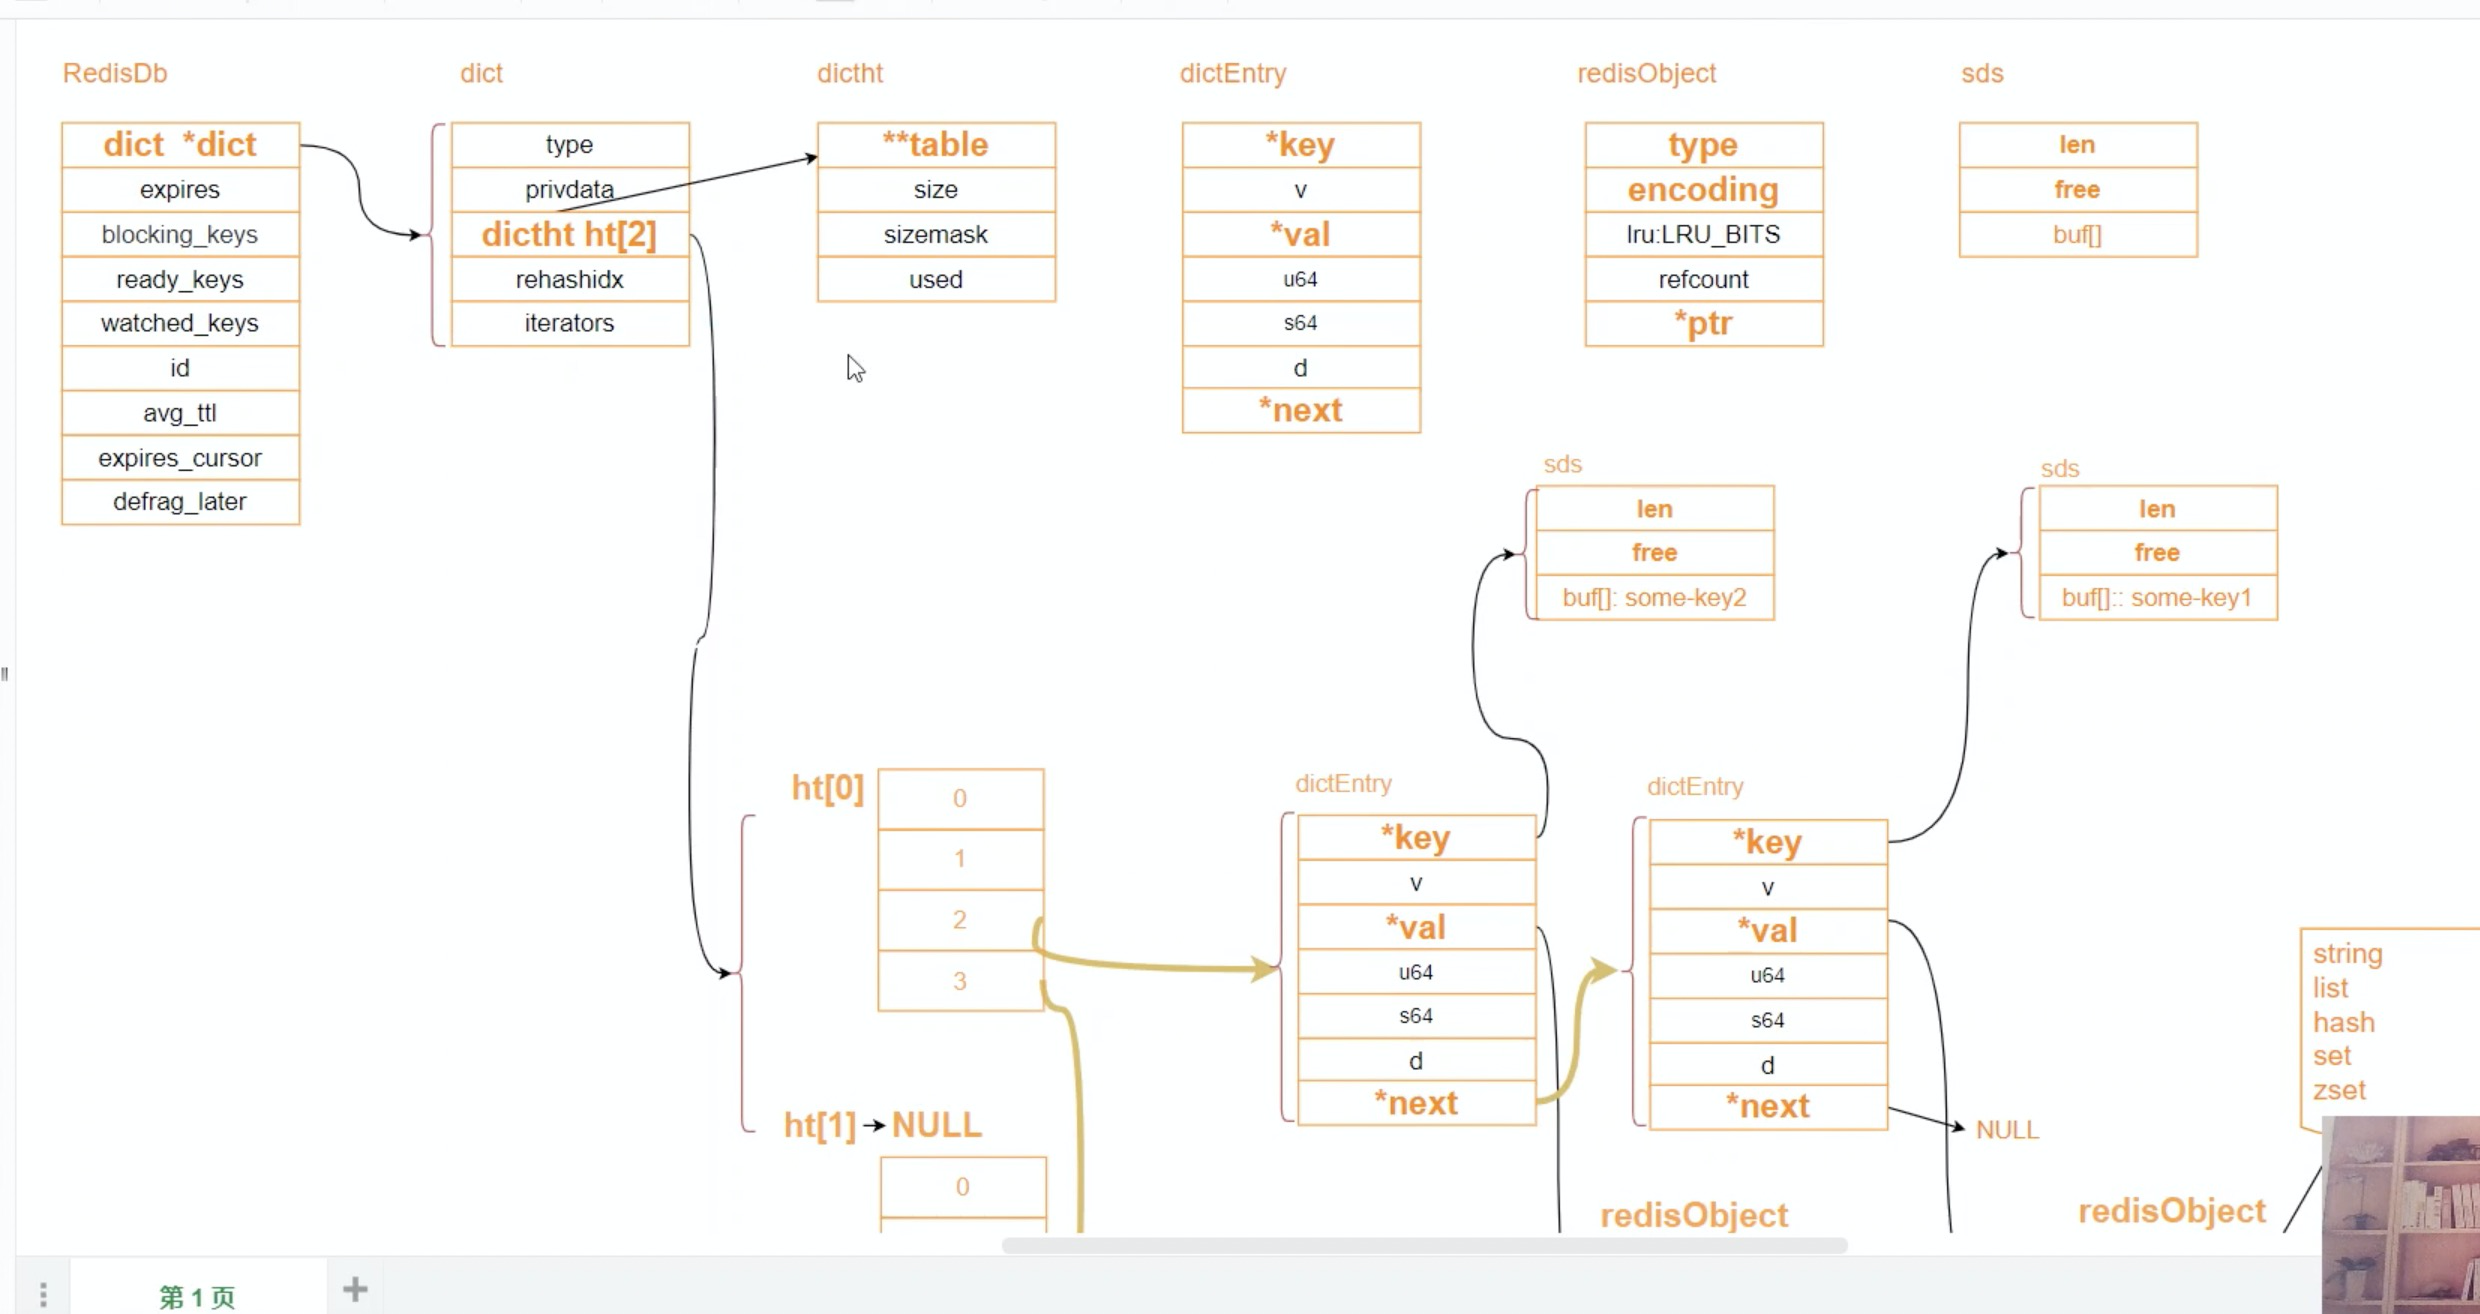 RedisDb
dict *dict
expires
blocking_keys
ready_keys
watched_keys
id
avg_ttl
expires_cursor
defrag_later
dict
type
privdata
dictht ht[2]
rehashidx
iterators
dictht
**table
size
sizemask
used
dictEntry
*key
v
*val
u64
s64
d
*next
redisObject
type
encoding
lru:LRU_BITS
refcount
*ptr
sds
len
free
buf[]
sds
len
free
buf[]: some-key2
sds
len
free
buf[]:: some-key1
ht[0]
0
1
2
3
dictEntry
*key
v
*val
u64
s64
d
*next
dictEntry
*key
v
*val
u64
s64
d
*next
NULL
string
list
hash
set
zset
ht[1]
NULL
0
redisObject
redisObject
第 1 页